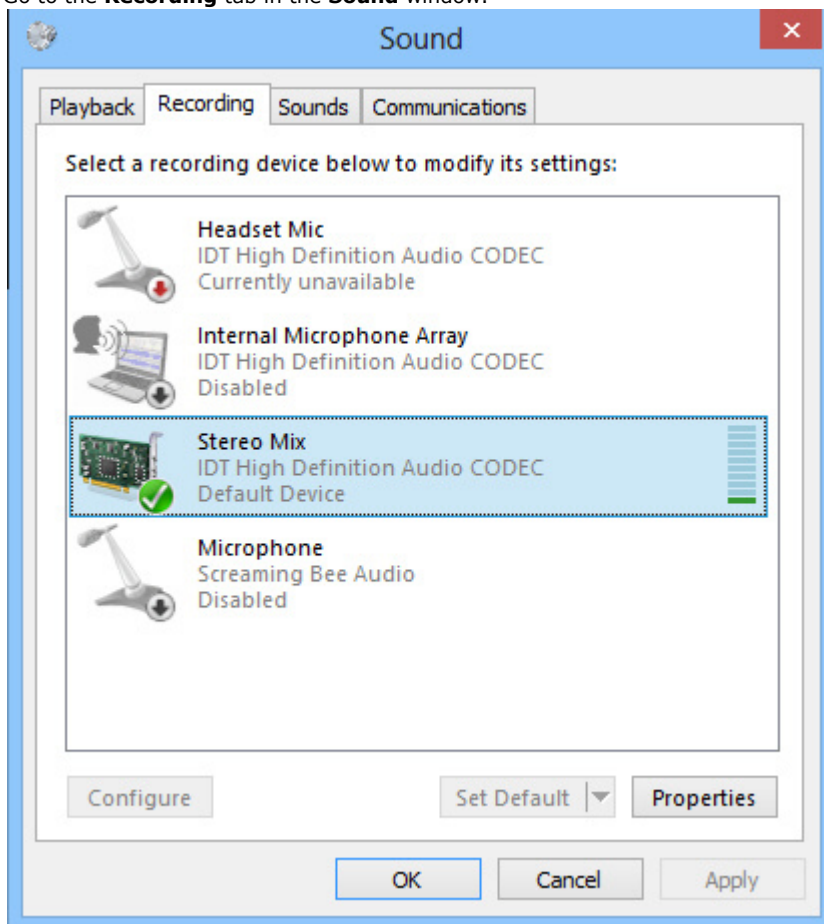 Go to the Recording tab in the Sound window.
Sound
Playback Recording Sounds Communications
Select a recording device below to modify its settings:
Headset Mic
IDT High Definition Audio CODEC
Currently unavailable
Internal Microphone Array
IDT High Definition Audio CODEC
Disabled
Stereo Mix
IDT High Definition Audio CODEC
Default Device
Microphone
Screaming Bee Audio
Disabled
Configure Set Default Properties
OK Cancel Apply